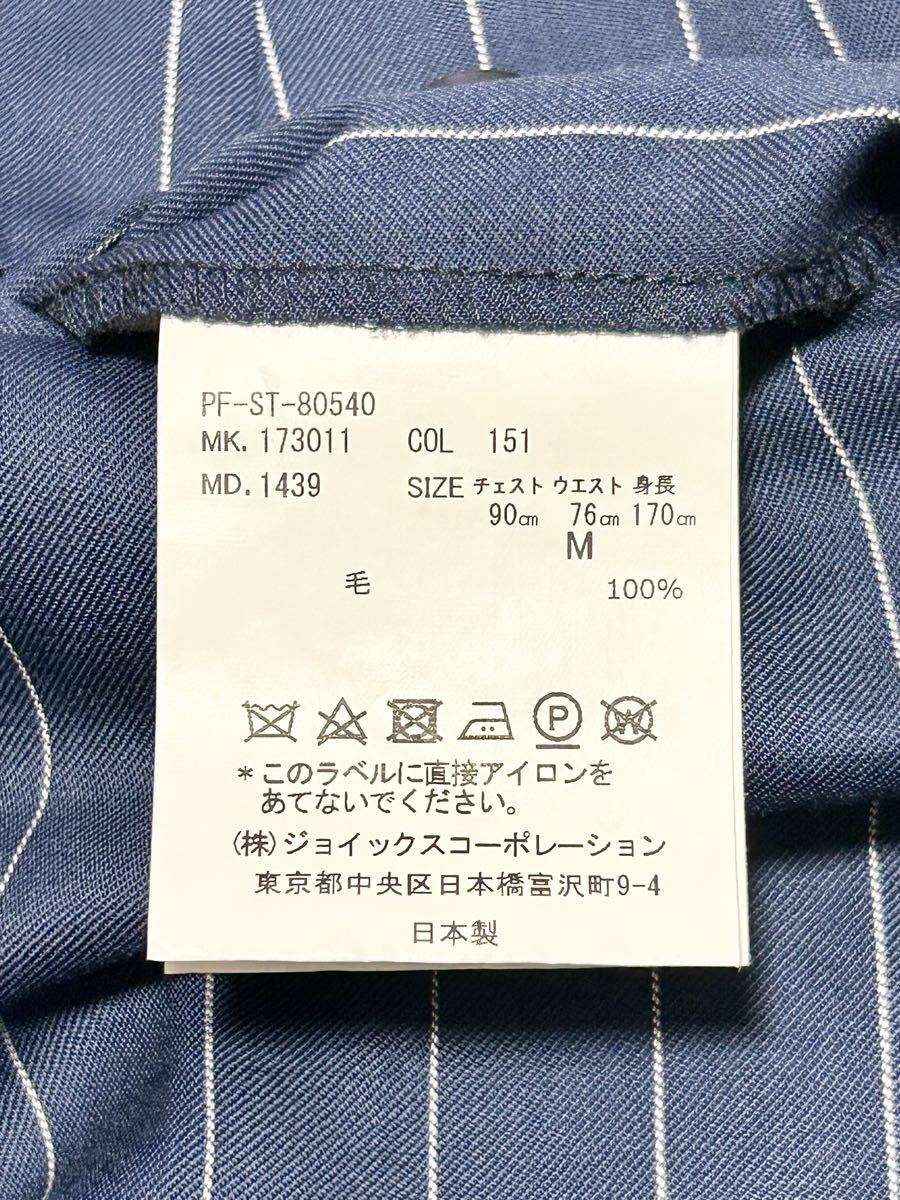 PF-ST-80540
MK. 173011 COL 151
MD. 1439 SIZE チェスト ウエスト 身長
90㎝ 76㎝ 170㎝
M
毛 100%
P W
*このラベルに直接アイロンを
あてないでください。
(株)ジョイックスコーポレーション
東京都中央区日本橋富沢町9-4
日本製